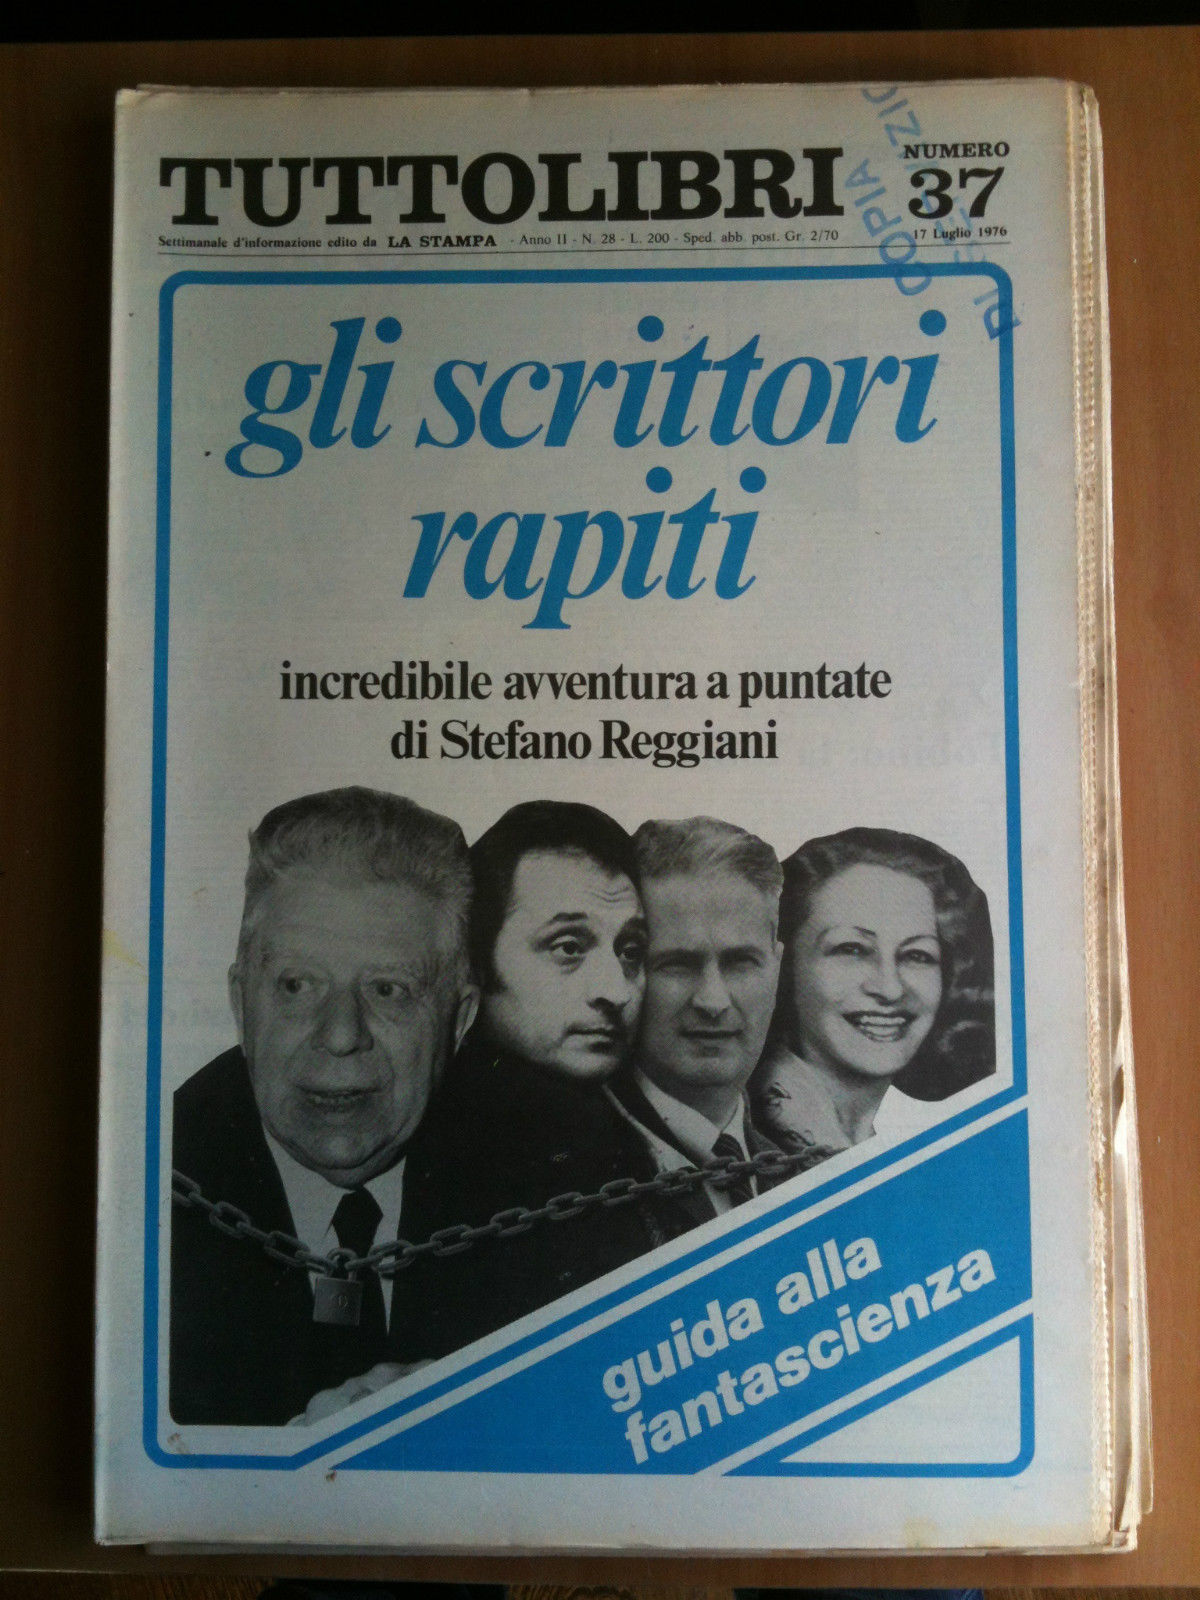 TUTTOLIBRI
NUMERO
37
17 Luglio 1976
Settimanale d'informazione edito da LA STAMPA - Anno II - N. 28 - L. 200 - Sped. abb. post. Gr. 2/70
COPIA
gli scrittori
rapiti
incredibile avventura a puntate
di Stefano Reggiani
guida alla
fantascienza